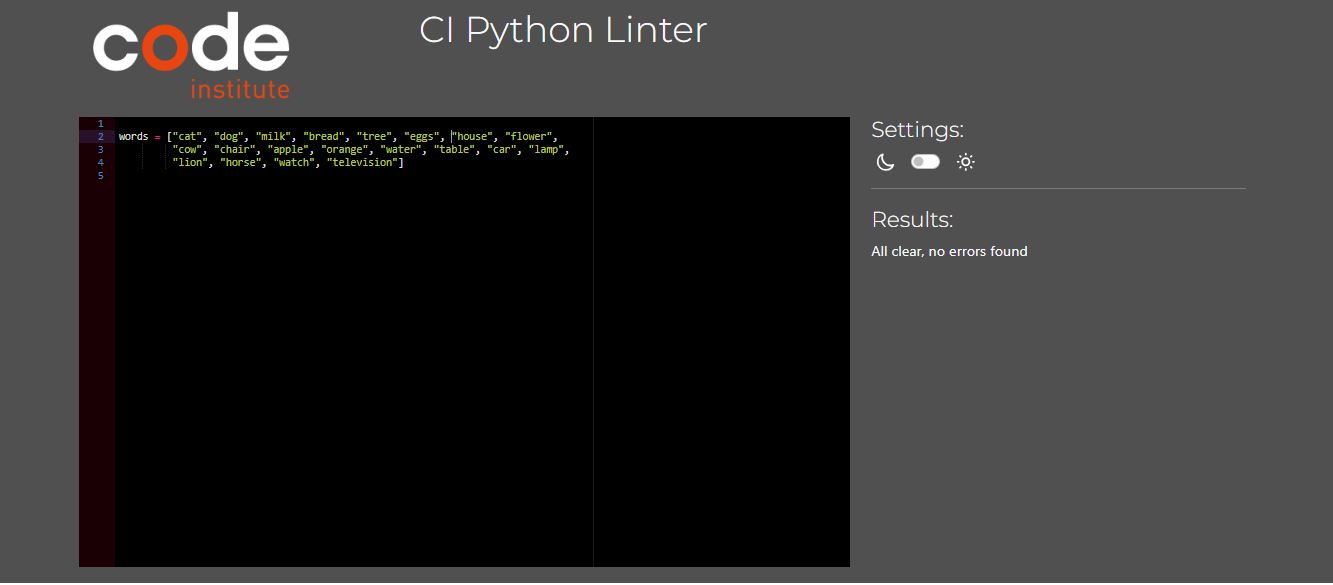 code
institute
CI Python Linter
1
2 words = ["cat", "dog", "milk", "bread", "tree", "eggs", "house", "flower",
3 "cow", "chair", "apple", "orange", "water", "table", "car", "lamp",
4 "lion", "horse", "watch", "television"]
5
Settings:
Results:
All clear, no errors found